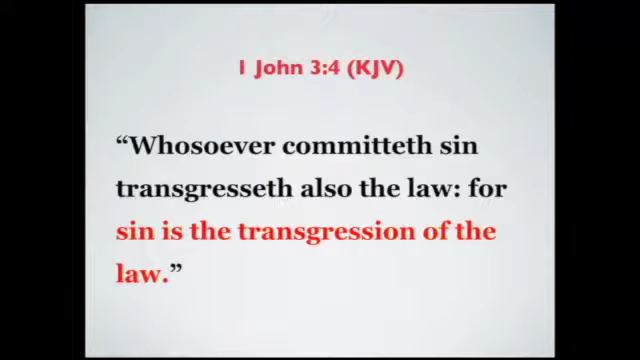 1 John 3:4 (KJV)
“Whosoever committeth sin
transgresseth also the law: for
sin is the transgression of the
law.”